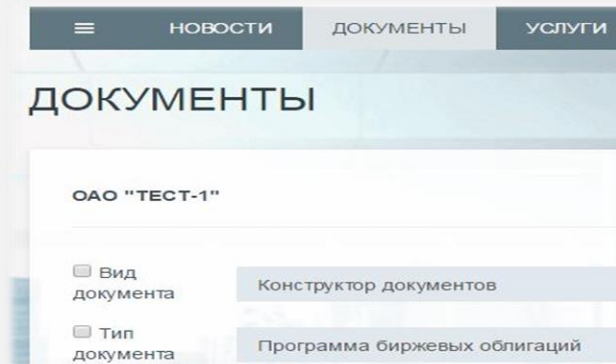 НОВОСТИ ДОКУМЕНТЫ УСЛУГИ
ДОКУМЕНТЫ
ОАО "ТЕСТ-1"
Вид
документа
Конструктор документов
Тип
документа
Программа биржевых облигаций